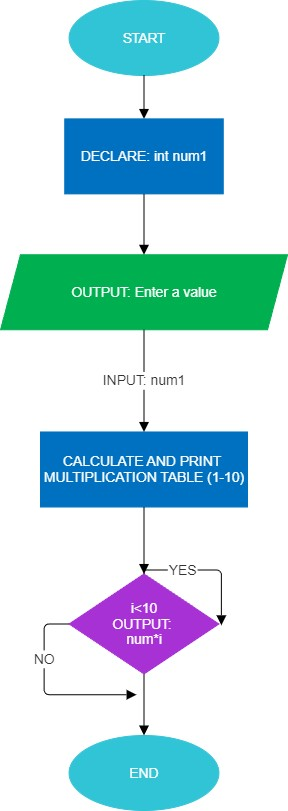 START
DECLARE: int num1
OUTPUT: Enter a value
INPUT: num1
CALCULATE AND PRINT
MULTIPLICATION TABLE (1-10)
YES
i<10
OUTPUT:
num*i
NO
END